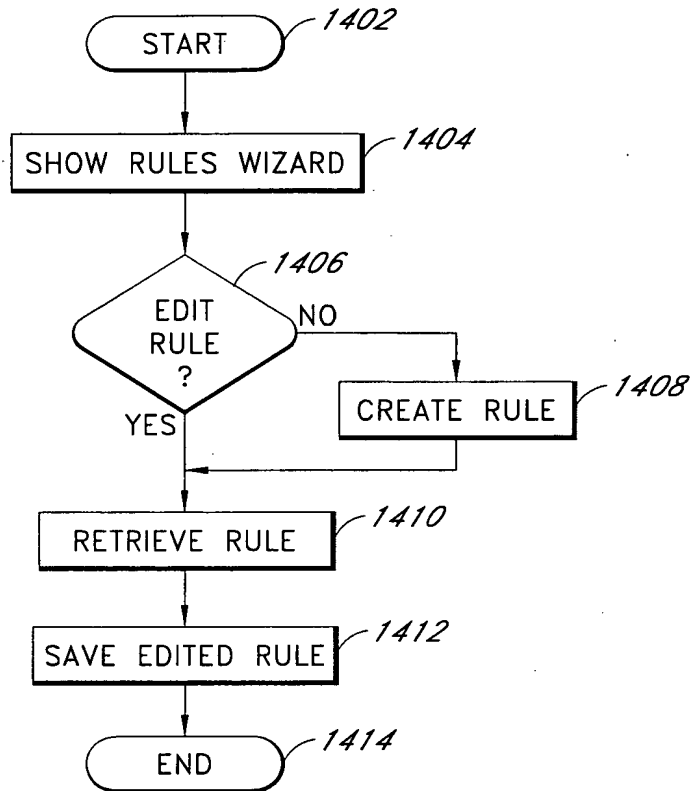 START
1402
SHOW RULES WIZARD
1404
1406
EDIT
RULE
?
NO
YES
CREATE RULE
1408
RETRIEVE RULE
1410
SAVE EDITED RULE
1412
END
1414